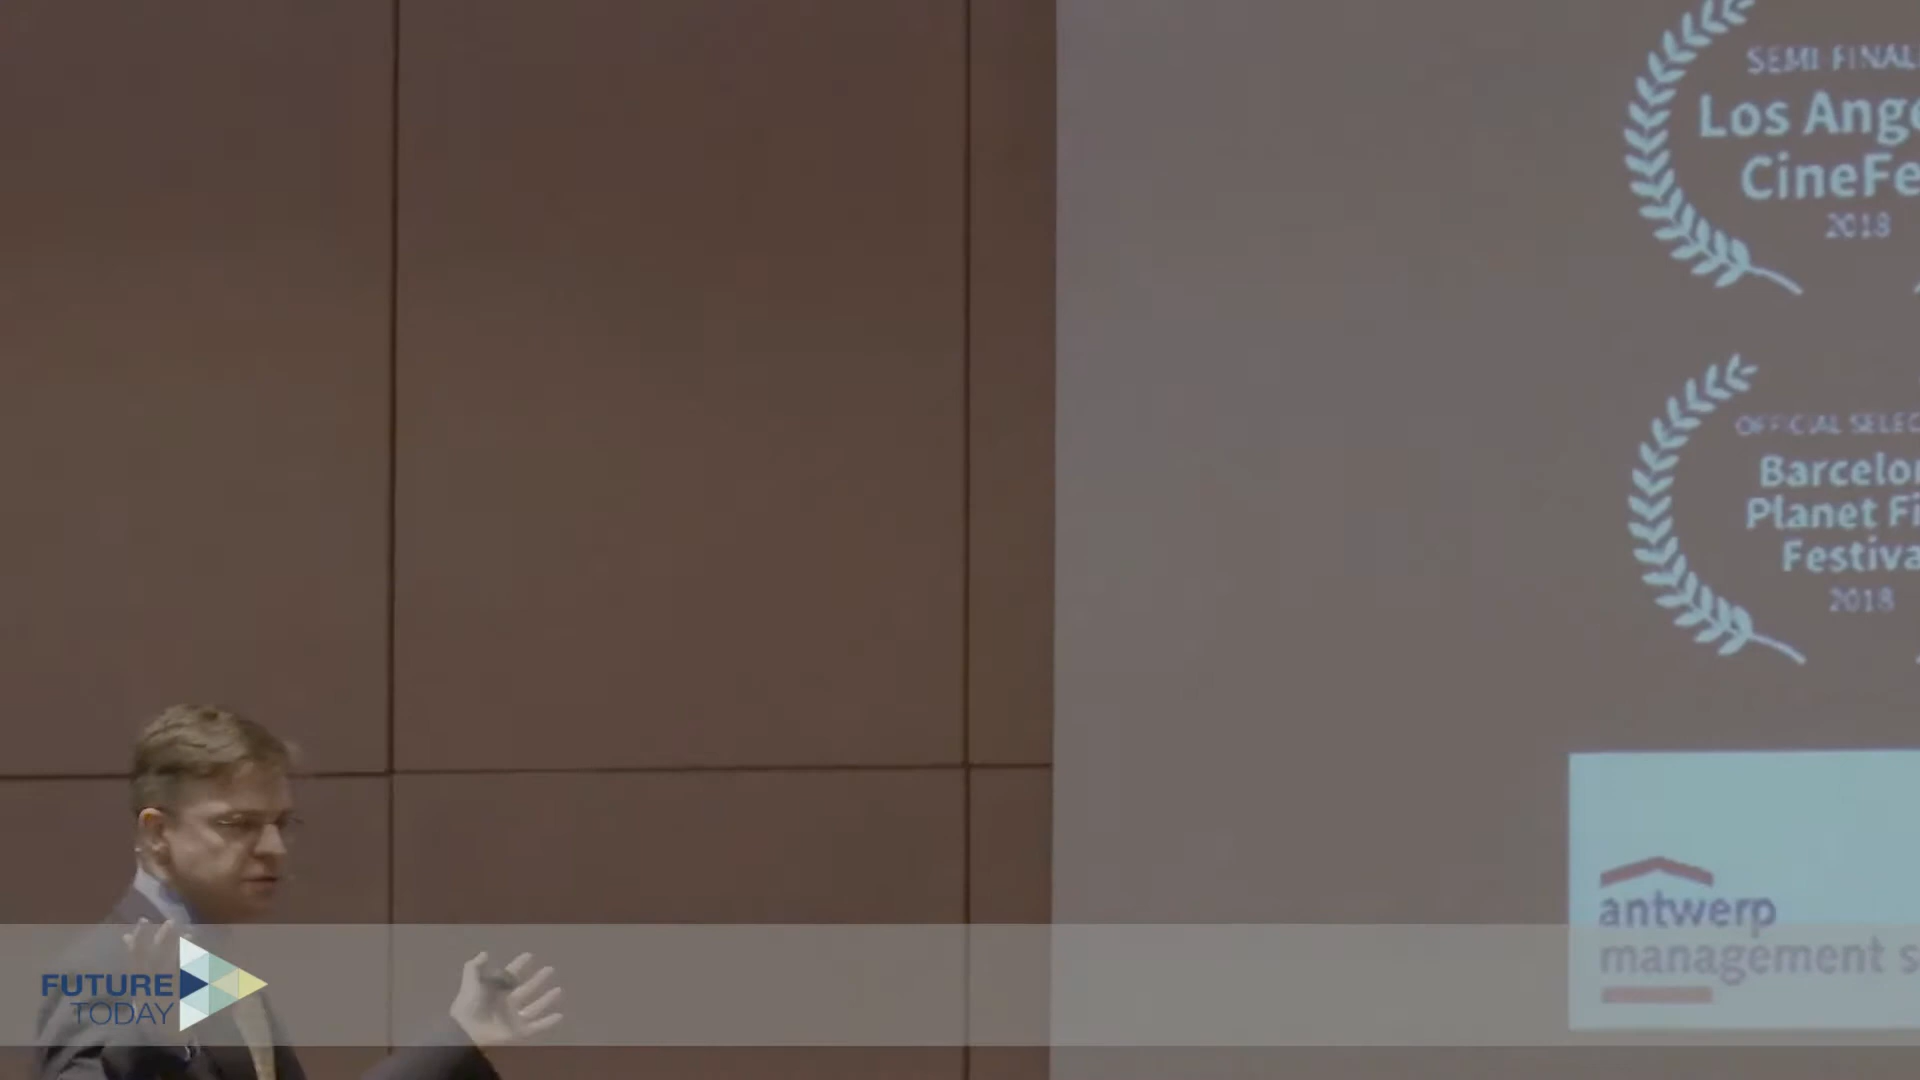 SEMI FINAL
Los Ange
CineFe
2018
OFFICIAL SELEC
Barcelon
Planet Fi
Festiva
2018
antwerp
management s
FUTURE
TODAY